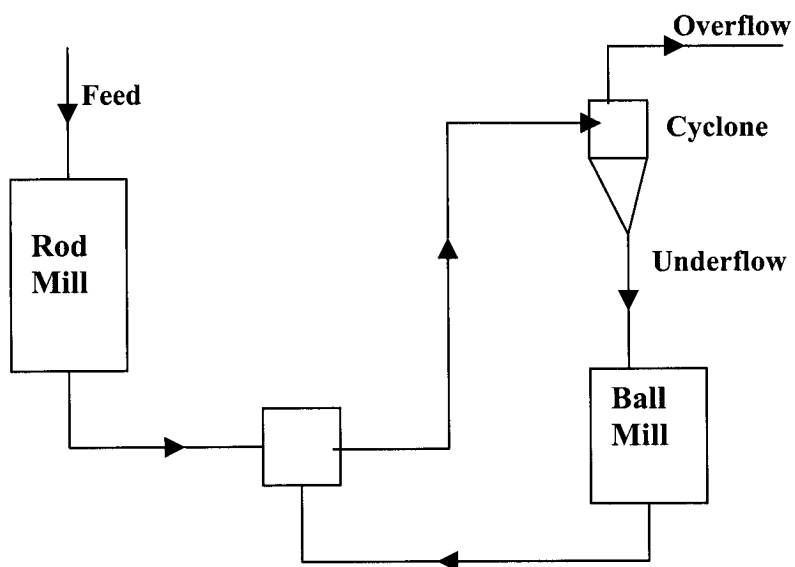 Overflow
Feed
Cyclone
Rod
Mill
Underflow
Ball
Mill